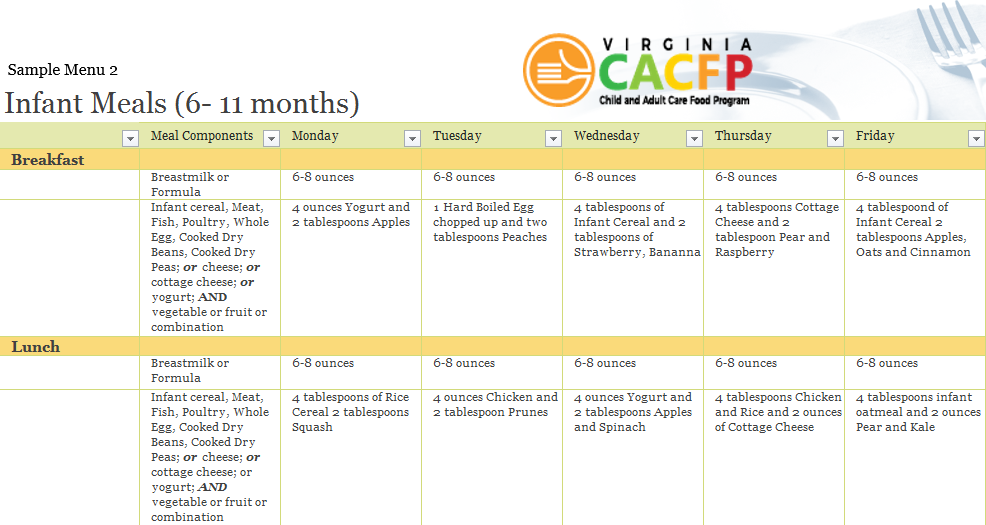 VIRGINIA
CACFP
Child and Adult Care Food Program
Sample Menu 2
Infant Meals (6- 11 months)
Meal Components Monday Tuesday Wednesday Thursday Friday
Breakfast
Breastmilk or
Formula
6-8 ounces
6-8 ounces
6-8 ounces
6-8 ounces
6-8 ounces
Infant cereal, Meat,
Fish, Poultry, Whole
Egg, Cooked Dry
Beans, Cooked Dry
Peas; or cheese; or
cottage cheese; or
yogurt; AND
vegetable or fruit or
combination
4 ounces Yogurt and
2 tablespoons Apples
1 Hard Boiled Egg
chopped up and two
tablespoons Peaches
4 tablespoons of
Infant Cereal and 2
tablespoons of
Strawberry, Bananna
4 tablespoons Cottage
Cheese and 2
tablespoon Pear and
Raspberry
4 tablespoond of
Infant Cereal 2
tablespoons Apples,
Oats and Cinnamon
Lunch
Breastmilk or
Formula
6-8 ounces
6-8 ounces
6-8 ounces
6-8 ounces
6-8 ounces
Infant cereal, Meat,
Fish, Poultry, Whole
Egg, Cooked Dry
Beans, Cooked Dry
Peas; or cheese; or
cottage cheese; or
yogurt; AND
vegetable or fruit or
combination
4 tablespoons of Rice
Cereal 2 tablespoons
Squash
4 ounces Chicken and
2 tablespoon Prunes
4 ounces Yogurt and
2 tablespoons Apples
and Spinach
4 tablespoons Chicken
and Rice and 2 ounces
of Cottage Cheese
4 tablespoons infant
oatmeal and 2 ounces
Pear and Kale